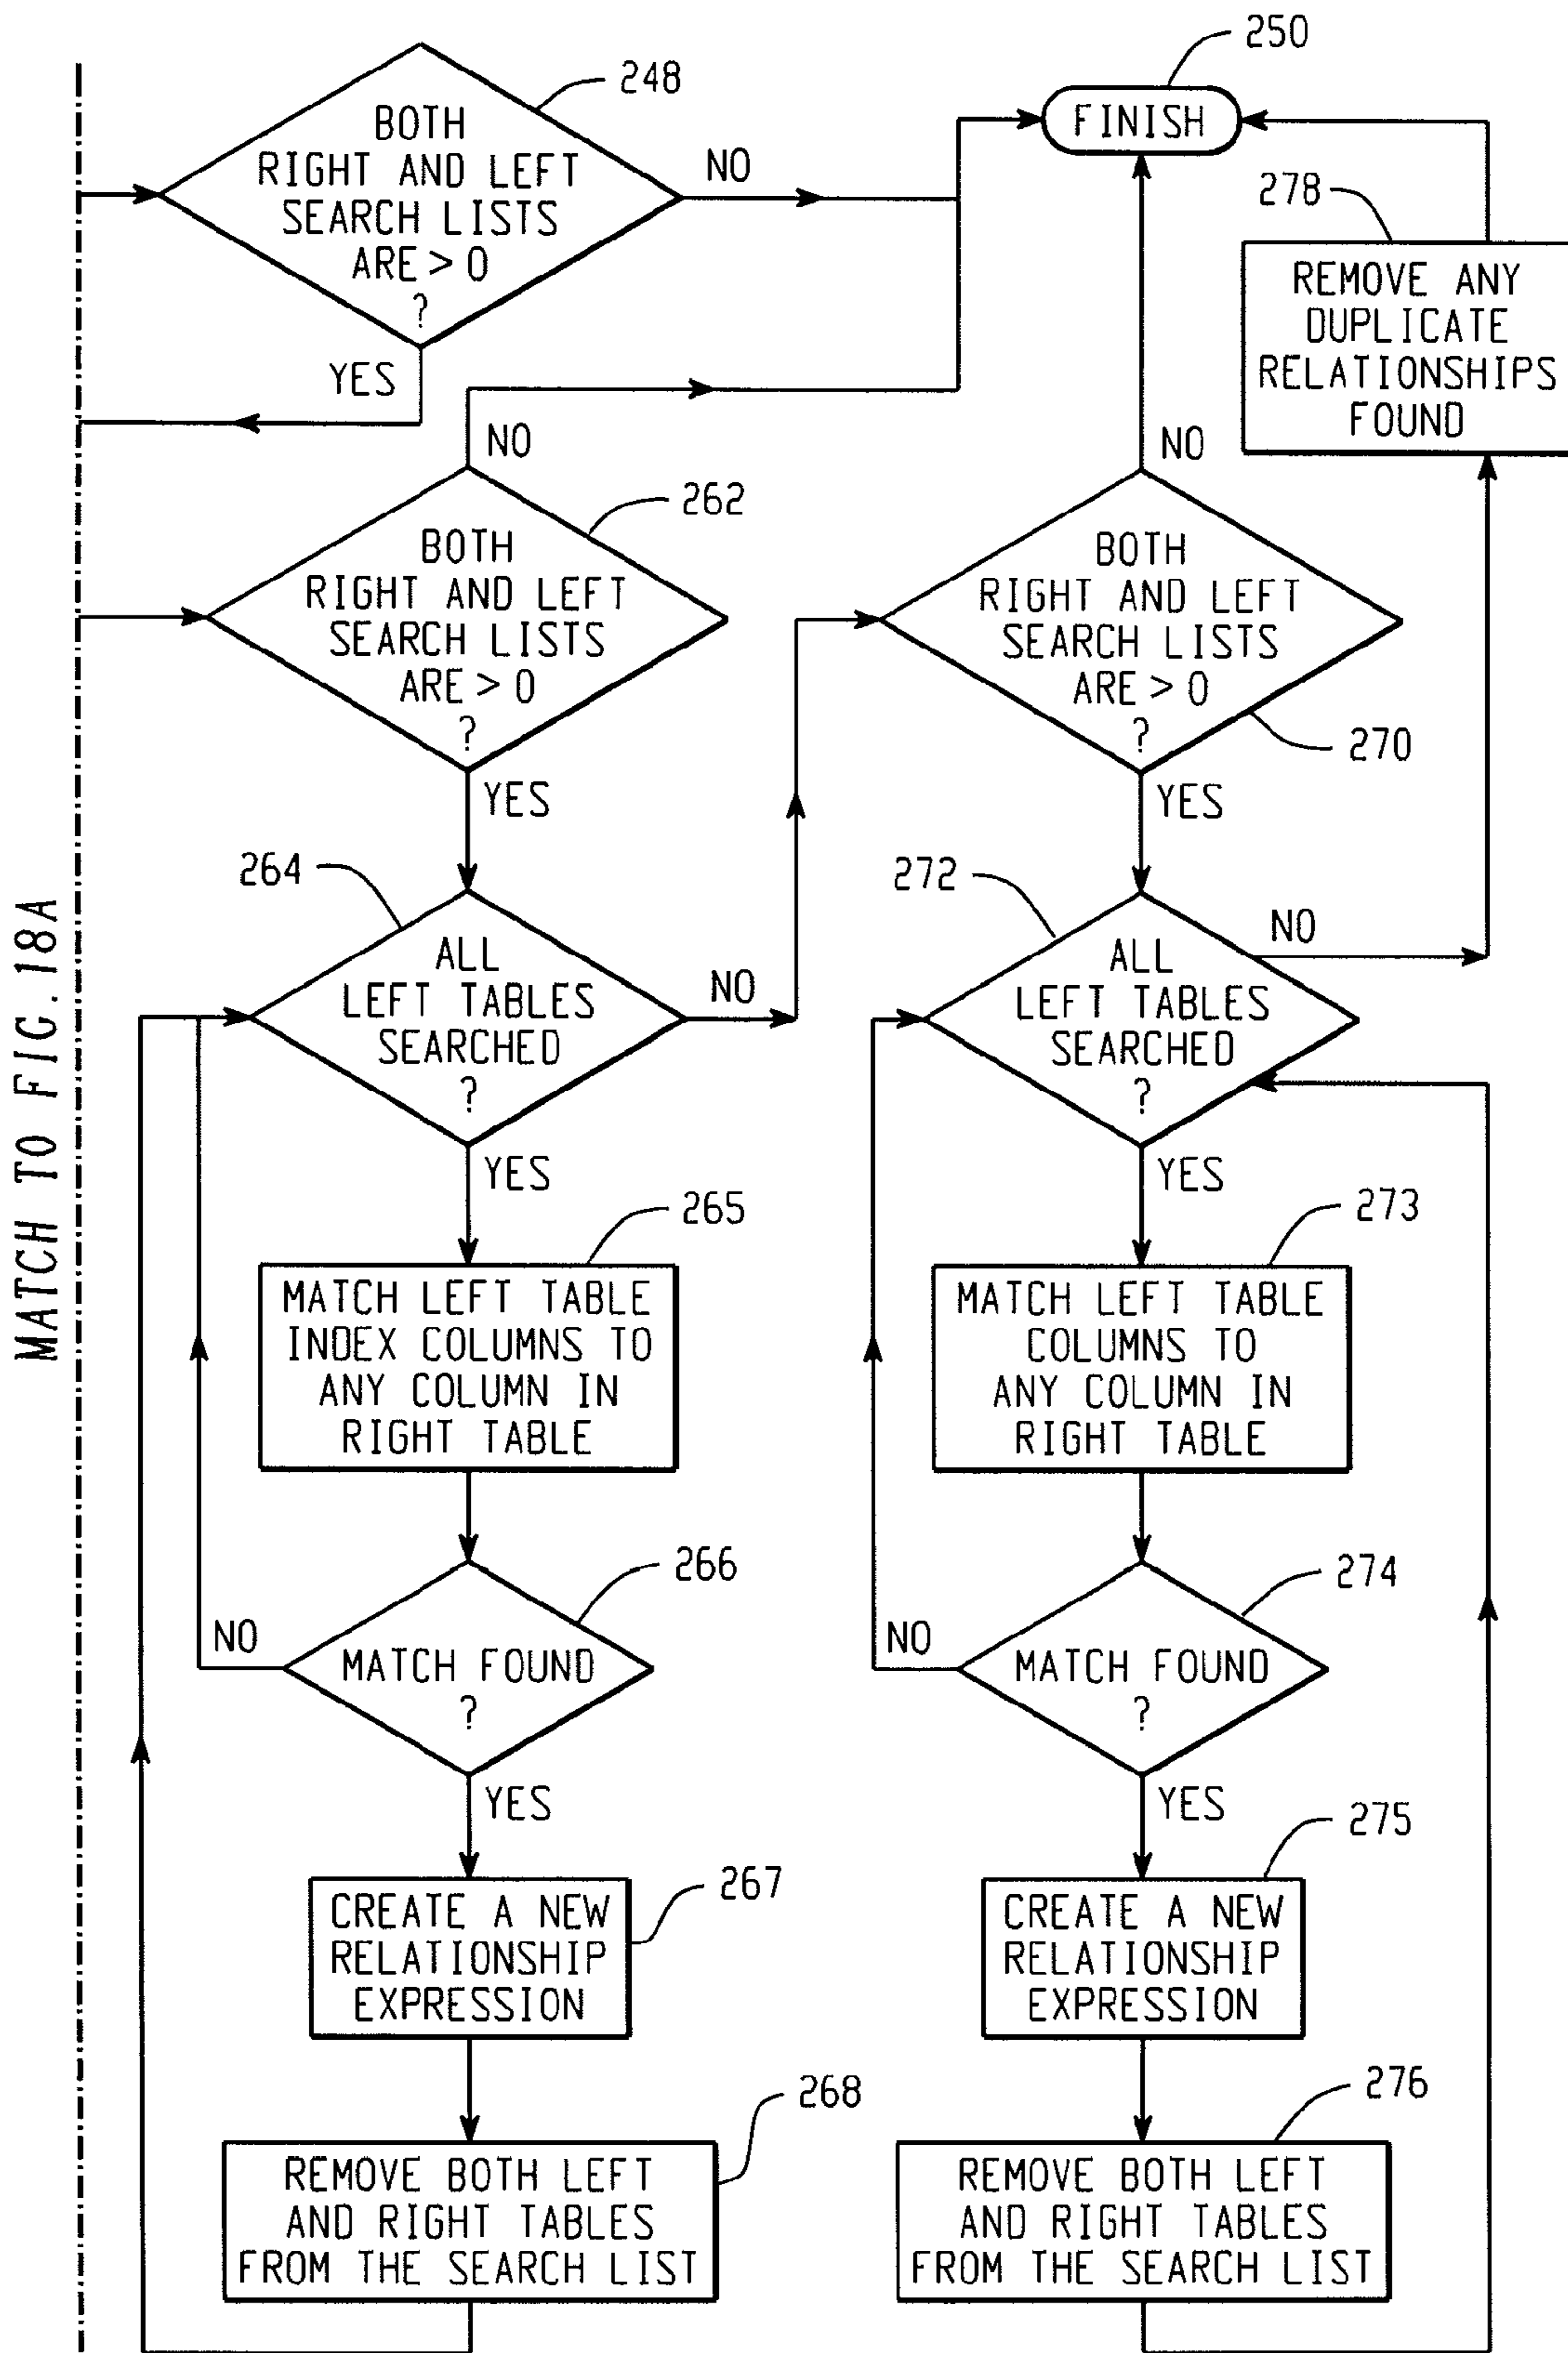 MATCH TO FIG. 18A
248
BOTH
RIGHT AND LEFT
SEARCH LISTS
ARE > 0
?
NO
YES
250
FINISH
278
REMOVE ANY
DUPLICATE
RELATIONSHIPS
FOUND
NO
262
BOTH
RIGHT AND LEFT
SEARCH LISTS
ARE > 0
?
YES
NO
BOTH
RIGHT AND LEFT
SEARCH LISTS
ARE > 0
?
270
YES
264
ALL
LEFT TABLES
SEARCHED
?
NO
YES
272
ALL
LEFT TABLES
SEARCHED
?
NO
YES
265
MATCH LEFT TABLE
INDEX COLUMNS TO
ANY COLUMN IN
RIGHT TABLE
273
MATCH LEFT TABLE
COLUMNS TO
ANY COLUMN IN
RIGHT TABLE
266
NO
MATCH FOUND
?
YES
274
NO
MATCH FOUND
?
YES
267
CREATE A NEW
RELATIONSHIP
EXPRESSION
275
CREATE A NEW
RELATIONSHIP
EXPRESSION
268
REMOVE BOTH LEFT
AND RIGHT TABLES
FROM THE SEARCH LIST
276
REMOVE BOTH LEFT
AND RIGHT TABLES
FROM THE SEARCH LIST